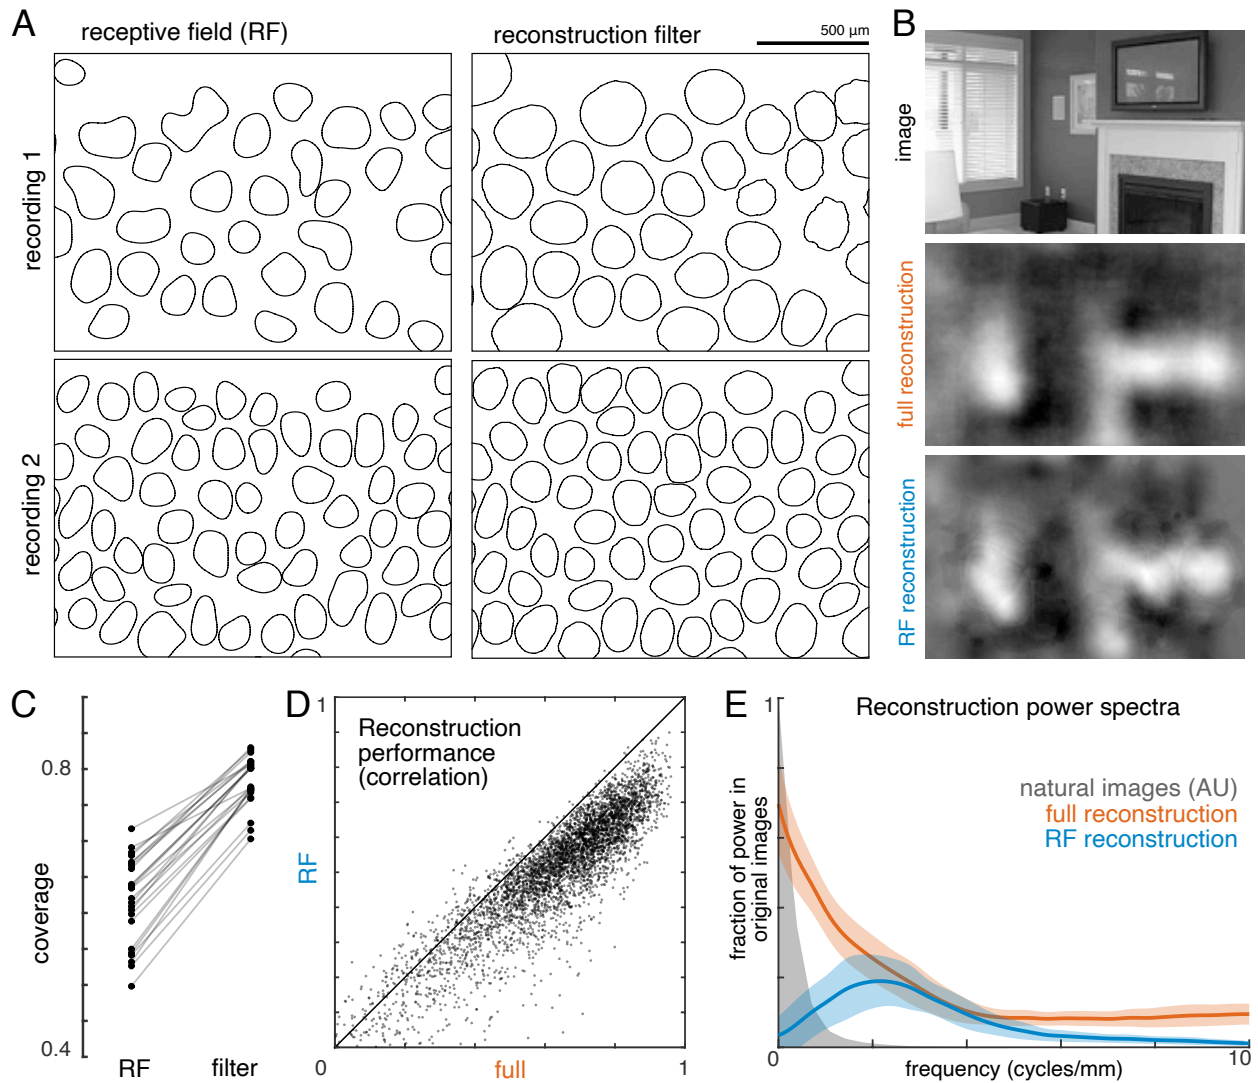 A
receptive field (RF)
reconstruction filter
500 µm
recording 1
recording 2
B
image
full reconstruction
RF reconstruction
C
coverage
0.8
0.4
RF
filter
D
1
Reconstruction
performance
(correlation)
RF
0
full
1
E
1
Reconstruction power spectra
natural images (AU)
full reconstruction
RF reconstruction
fraction of power in
original images
0
frequency (cycles/mm)
10